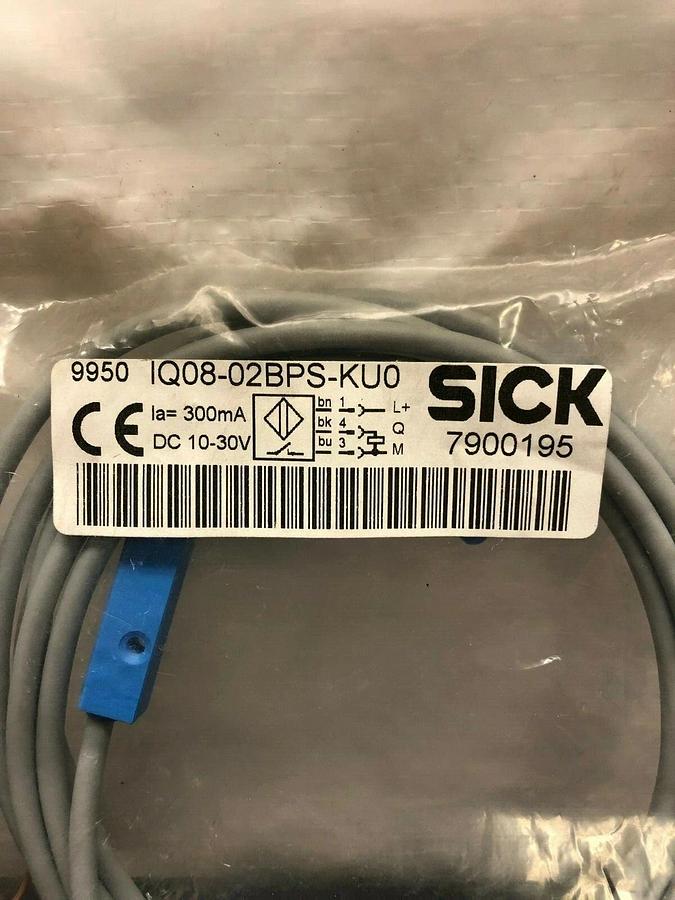 9950 IQ08-02BPS-KU0 SICK
CE Ia= 300mA bn 1 L+
DC 10-30V bk 4 Q 7900195
bu 3 M